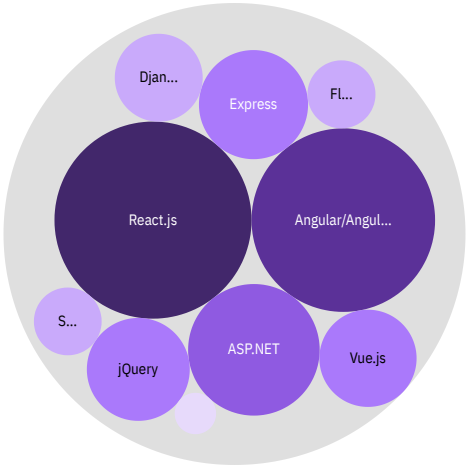 Djan...
Express
Fl...
React.js
Angular/Angul...
S...
ASP.NET
Vue.js
jQuery